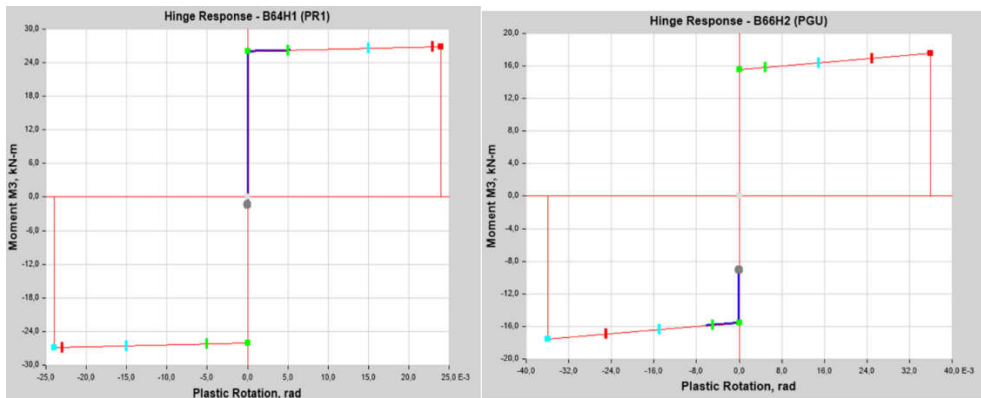 Hinge Response - B64H1 (PR1)
Moment M3, kN-m
30,0
24,0
18,0
12,0
6,0
0,0
-6,0
-12,0
-18,0
-24,0
-30,0
-25,0 -20,0 -15,0 -10,0 -5,0 0,0 5,0 10,0 15,0 20,0 25,0 E-3
Plastic Rotation, rad
Hinge Response - B66H2 (PGU)
Moment M3, kN-m
20,0
16,0
12,0
8,0
4,0
0,0
-4,0
-8,0
-12,0
-16,0
-20,0
-40,0 -32,0 -24,0 -16,0 -8,0 0,0 8,0 16,0 24,0 32,0 40,0 E-3
Plastic Rotation, rad